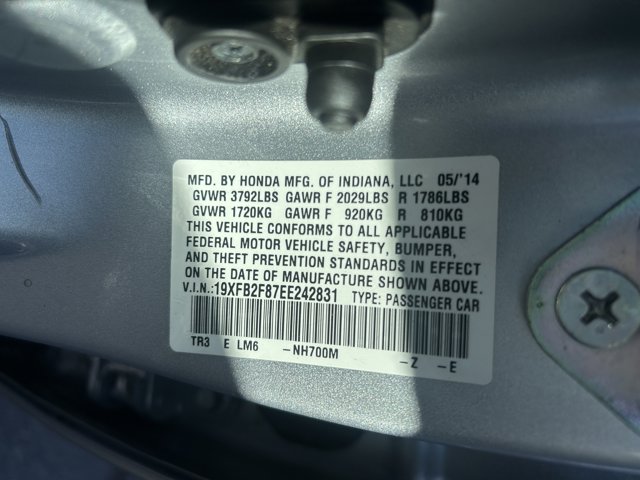 MFD. BY HONDA MFG. OF INDIANA, LLC 05/'14
GVWR 3792LBS GAWR F 2029LBS R 1786LBS
GVWR 1720KG GAWR F 920KG R 810KG
THIS VEHICLE CONFORMS TO ALL APPLICABLE
FEDERAL MOTOR VEHICLE SAFETY, BUMPER,
AND THEFT PREVENTION STANDARDS IN EFFECT
ON THE DATE OF MANUFACTURE SHOWN ABOVE.
V.I.N.:19XFB2F87EE242831 TYPE: PASSENGER CAR
TR3 E LM6 -NH700M -Z -E